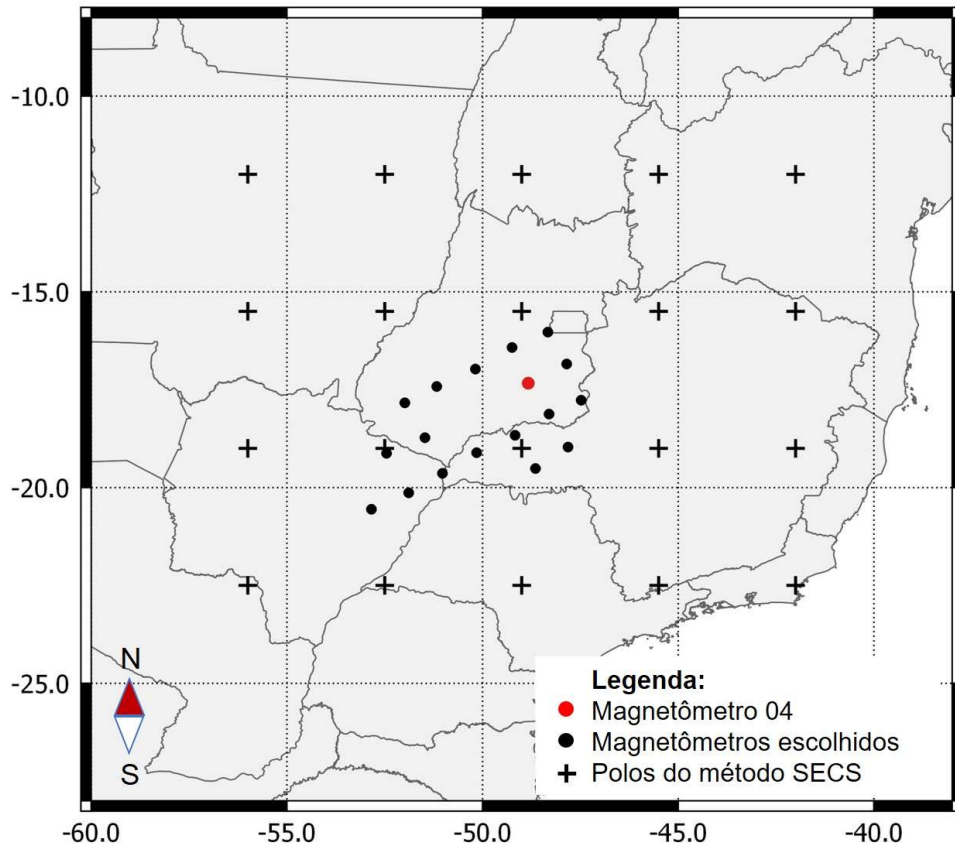 -10.0
-15.0
-20.0
-25.0
N
S
Legenda:
Magnetômetro 04
Magnetômetros escolhidos
Polos do método SECS
-60.0 -55.0 -50.0 -45.0 -40.0